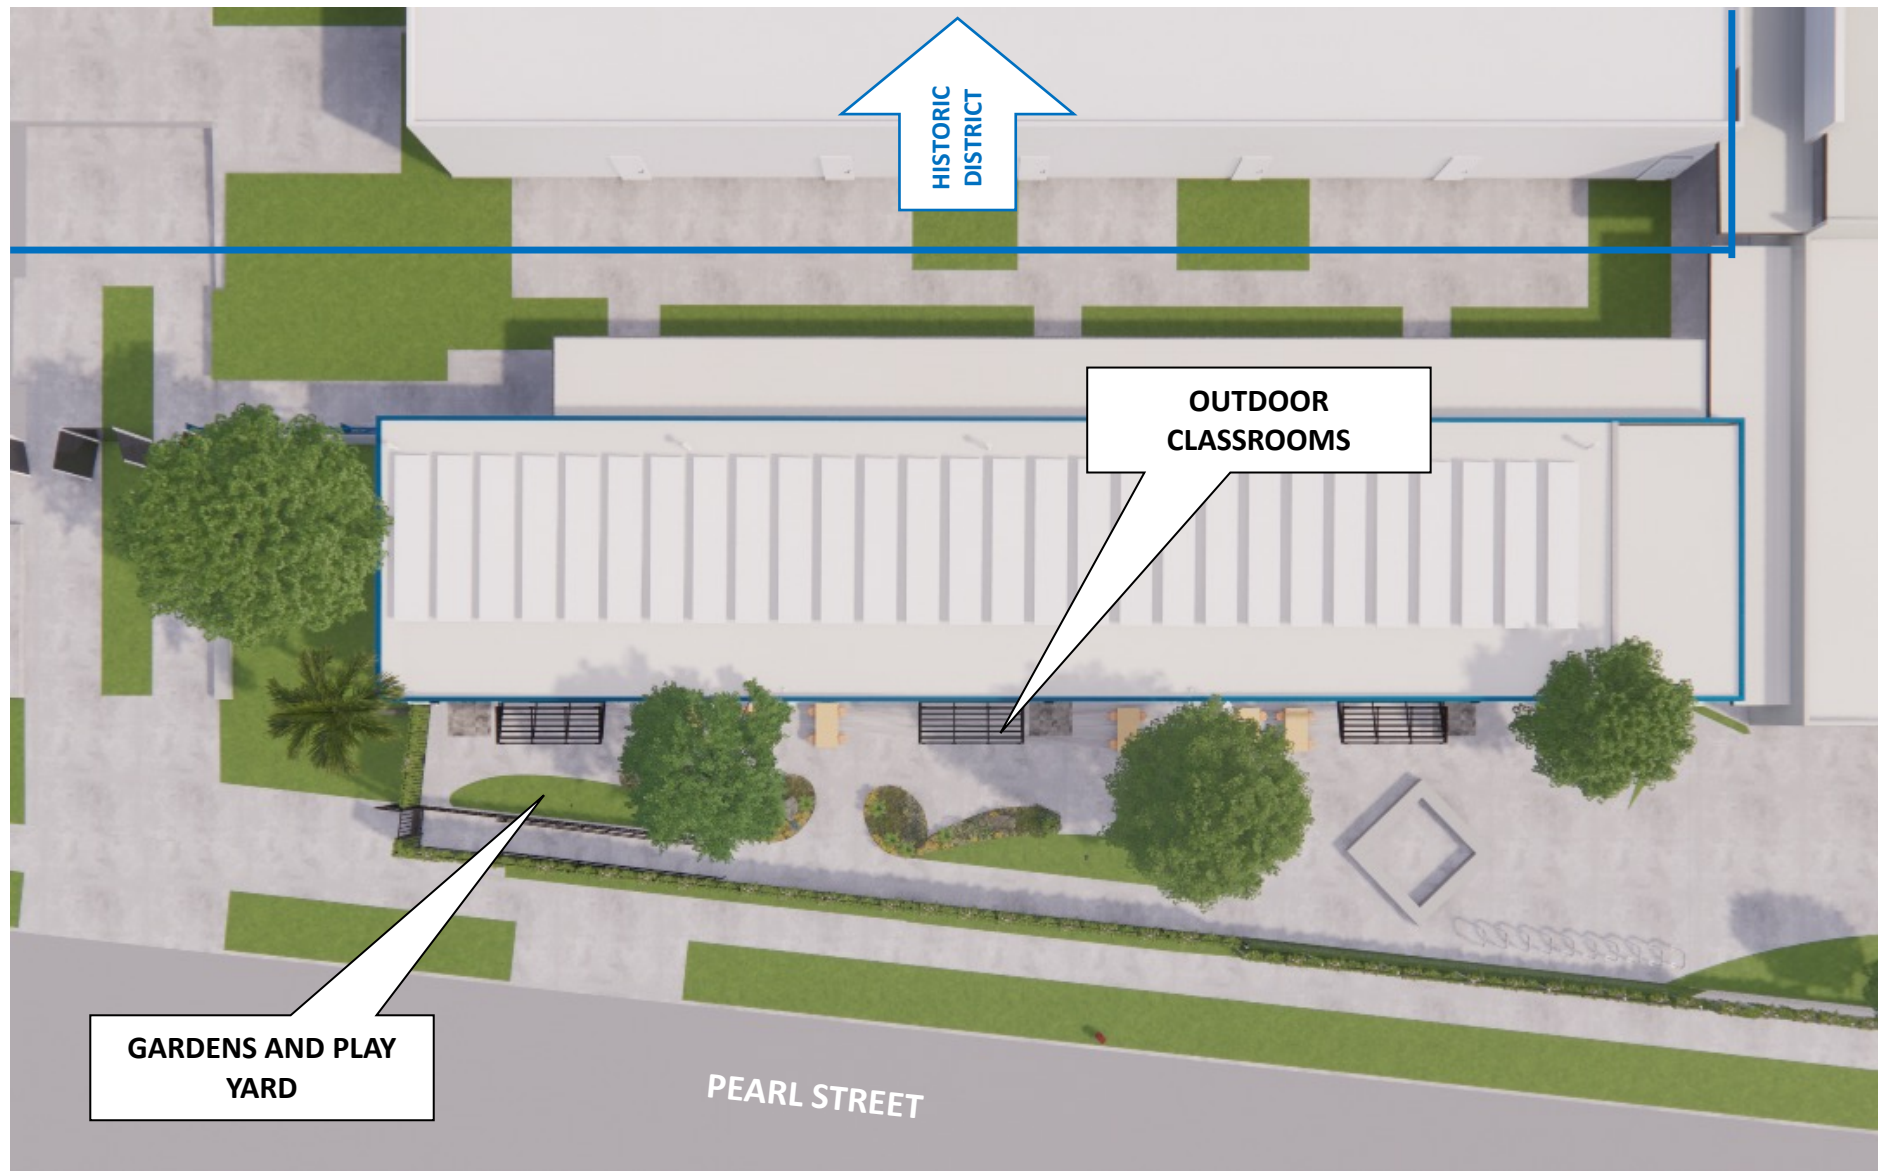 HISTORIC
DISTRICT
OUTDOOR
CLASSROOMS
GARDENS AND PLAY
YARD
PEARL STREET